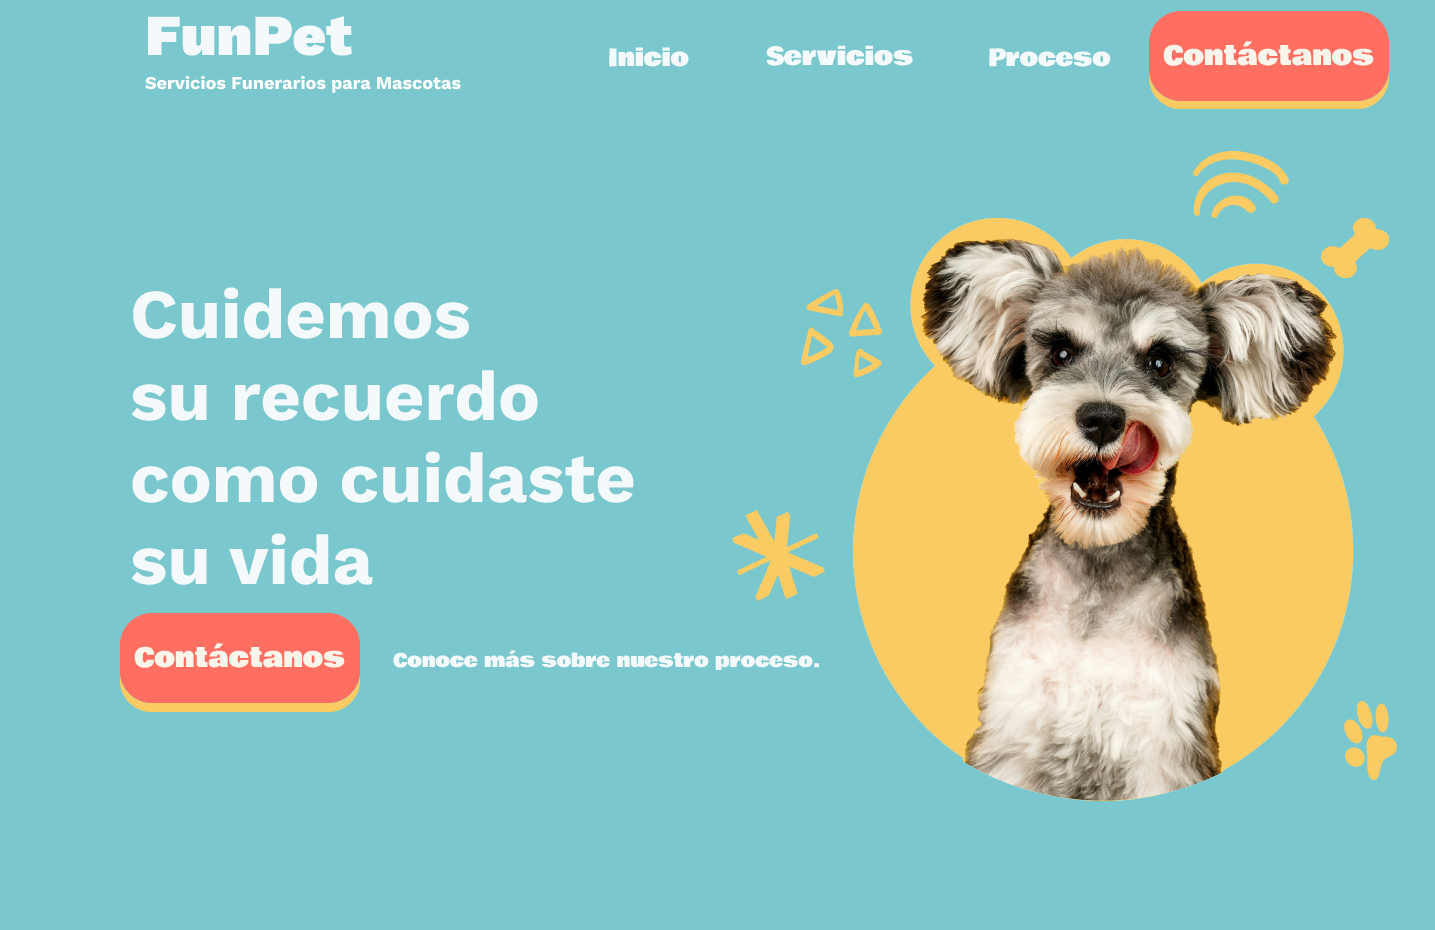 FunPet
Servicios Funerarios para Mascotas
Inicio
Servicios
Proceso
Contáctanos
Cuidemos
su recuerdo
como cuidaste
su vida
Contáctanos
Conoce más sobre nuestro proceso.